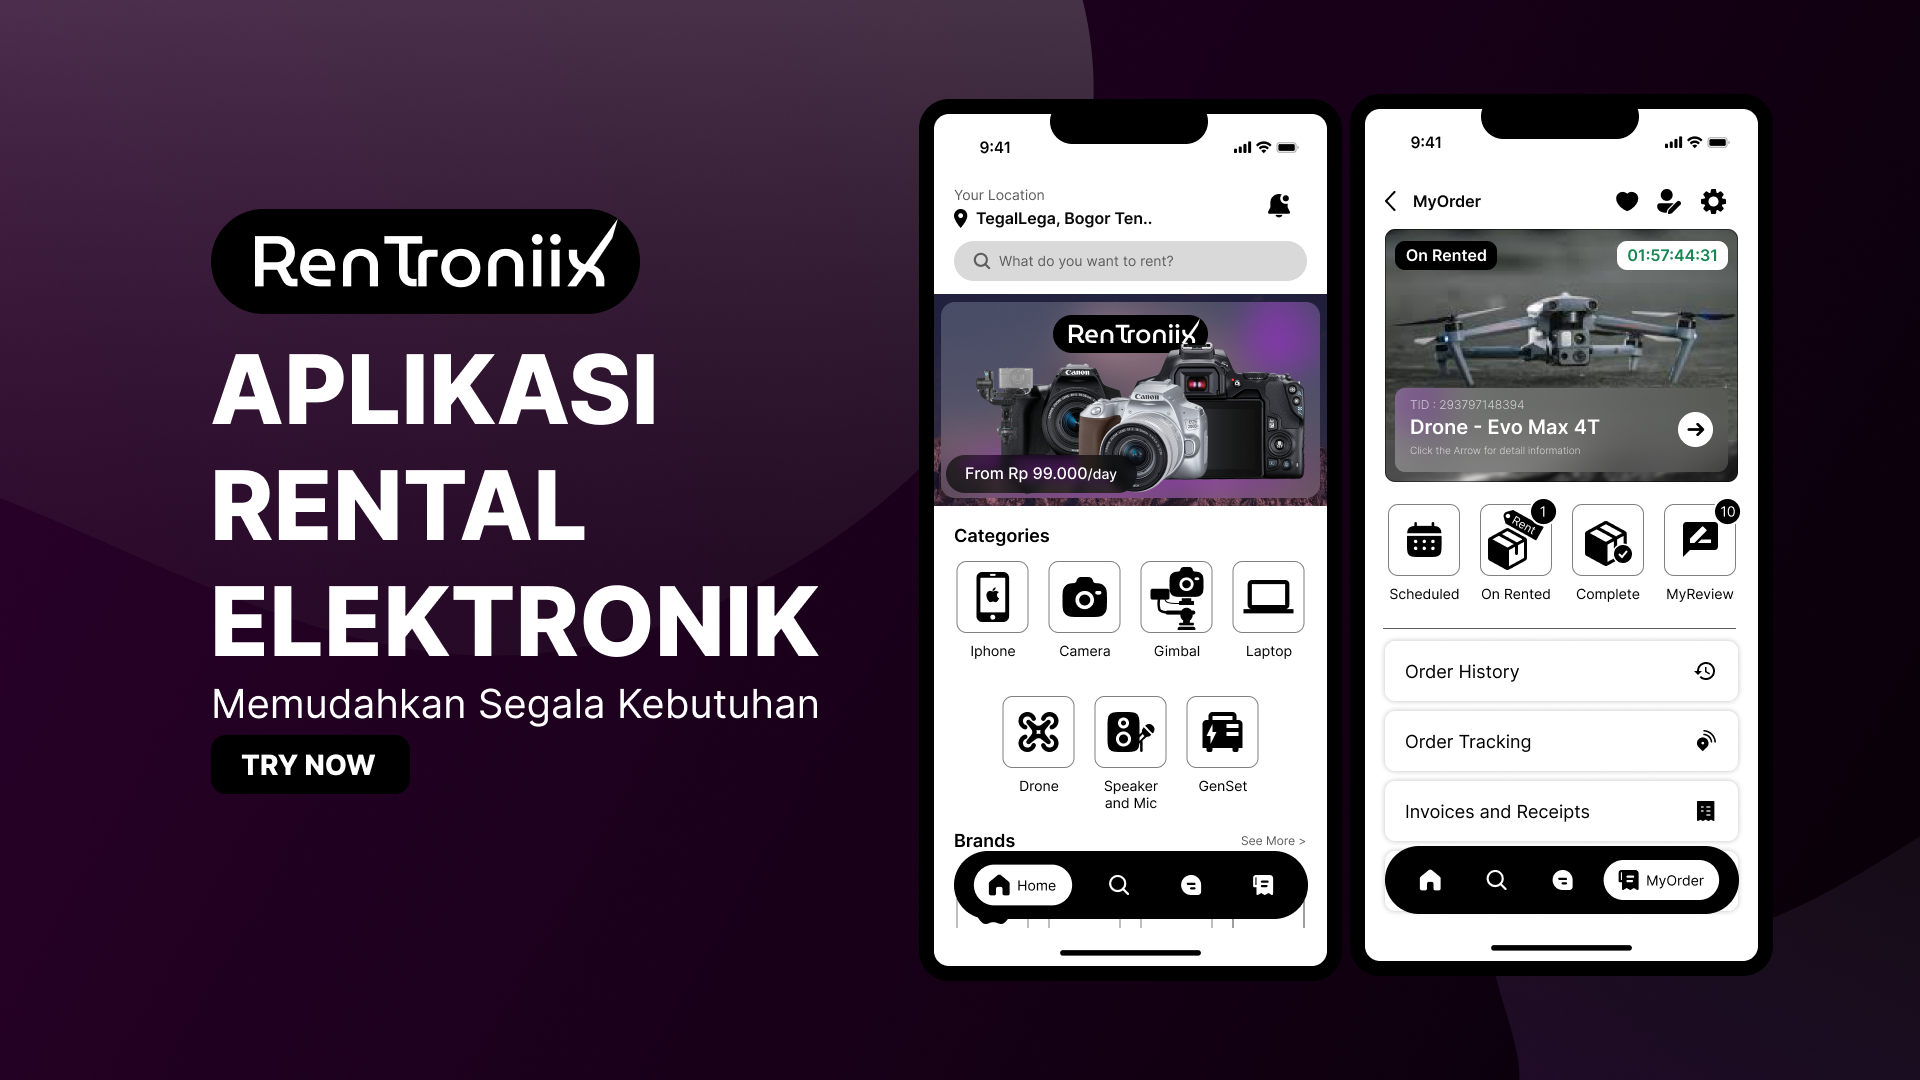 RenTroniix
APLIKASI
RENTAL
ELEKTRONIK
Memudahkan Segala Kebutuhan
TRY NOW
9:41
Your Location
TegalLega, Bogor Ten..
What do you want to rent?
RenTroniix
Canon
Canon
From Rp 99.000/day
Categories
Iphone
Camera
Gimbal
Laptop
Drone
Speaker
and Mic
GenSet
Brands
See More >
Home
9:41
MyOrder
On Rented
01:57:44:31
TID : 293797148394
Drone - Evo Max 4T
Click the Arrow for detail information
Rent
1
10
Scheduled
On Rented
Complete
MyReview
Order History
Order Tracking
Invoices and Receipts
MyOrder